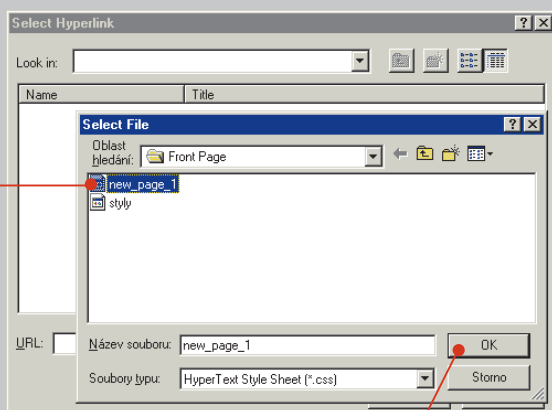 Select Hyperlink
Look in:
Name Title
Select File
Oblast
hledání: Front Page
new_page_1
styly
URL:
Název souboru: new_page_1 OK
Soubory typu: HyperText Style Sheet (*.css) Storno